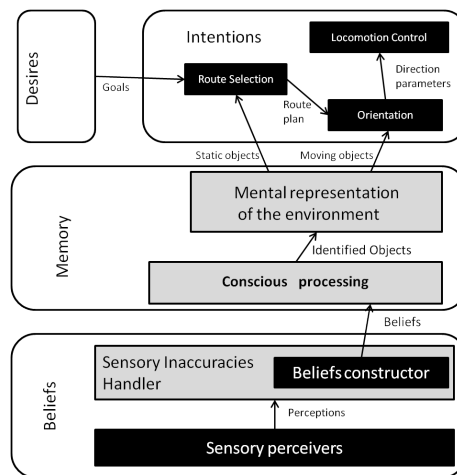 Desires
Goals
Intentions
Locomotion Control
Route Selection
Direction
parameters
Route
plan
Orientation
Static objects
Moving objects
Memory
Mental representation
of the environment
Identified Objects
Conscious processing
Beliefs
Beliefs
Sensory Inaccuracies
Handler
Beliefs constructor
Perceptions
Sensory perceivers